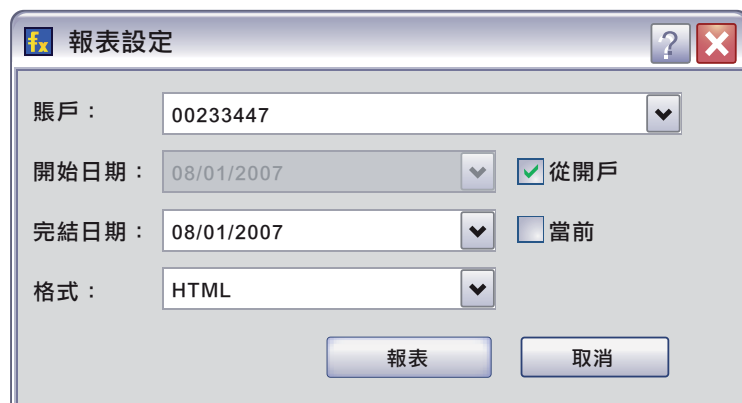 fx 報表設定 ?
賬戶： 00233447
開始日期： 08/01/2007 從開戶
完結日期： 08/01/2007 當前
格式： HTML
報表 取消